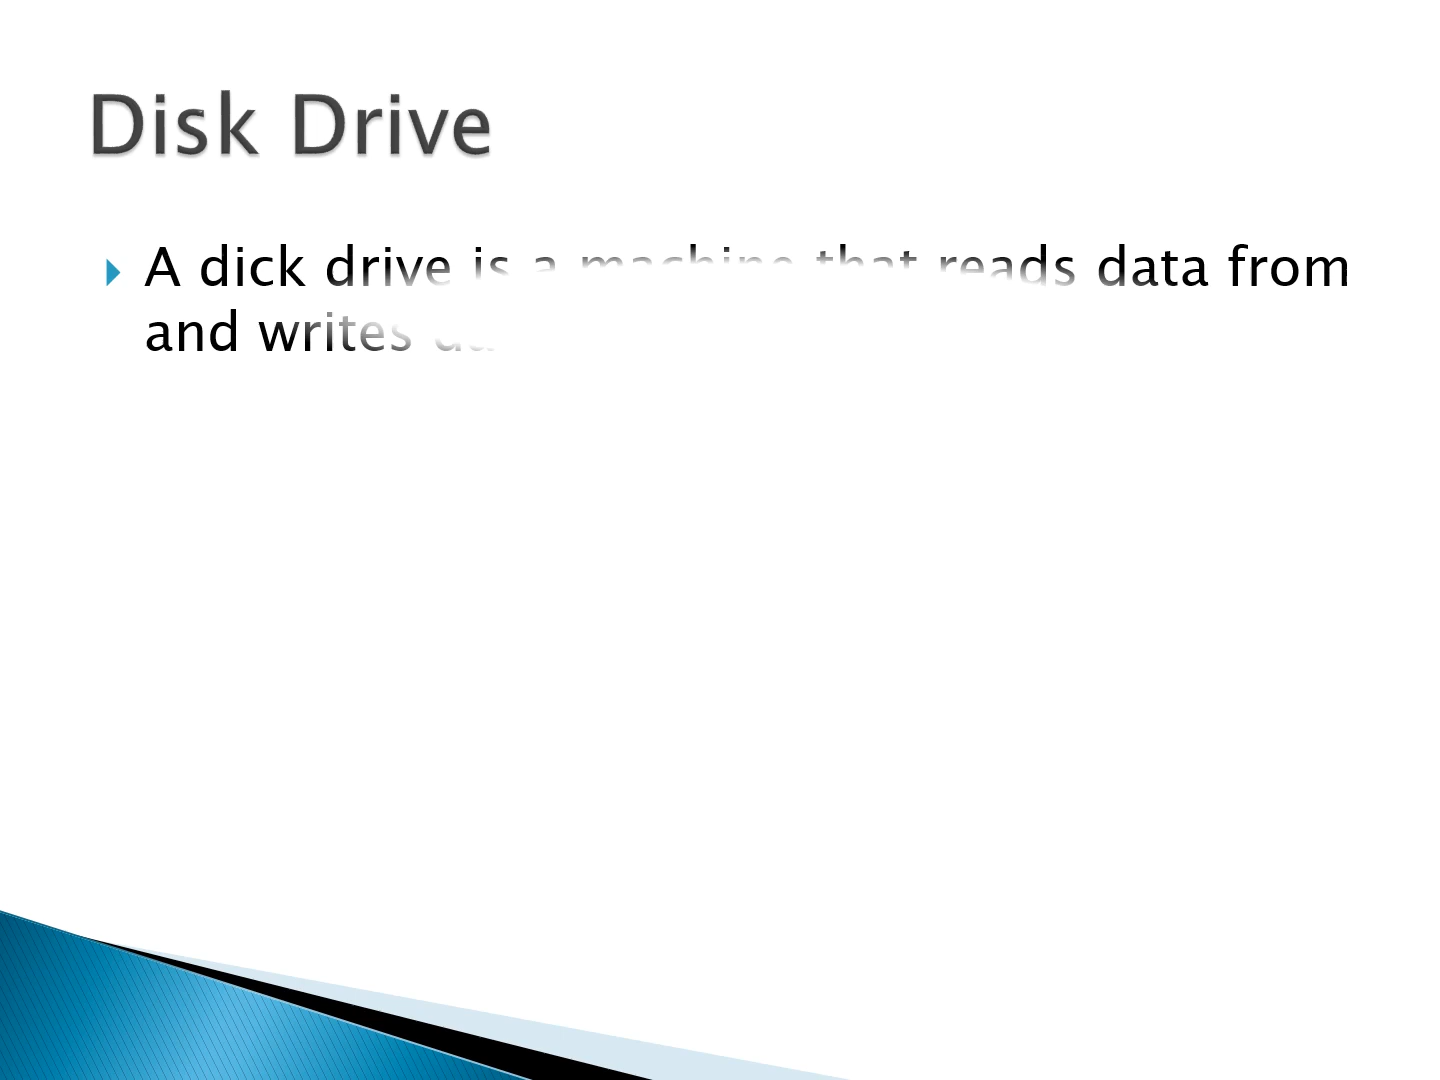 Disk Drive
A dick drive is a machine that reads data from
and writes